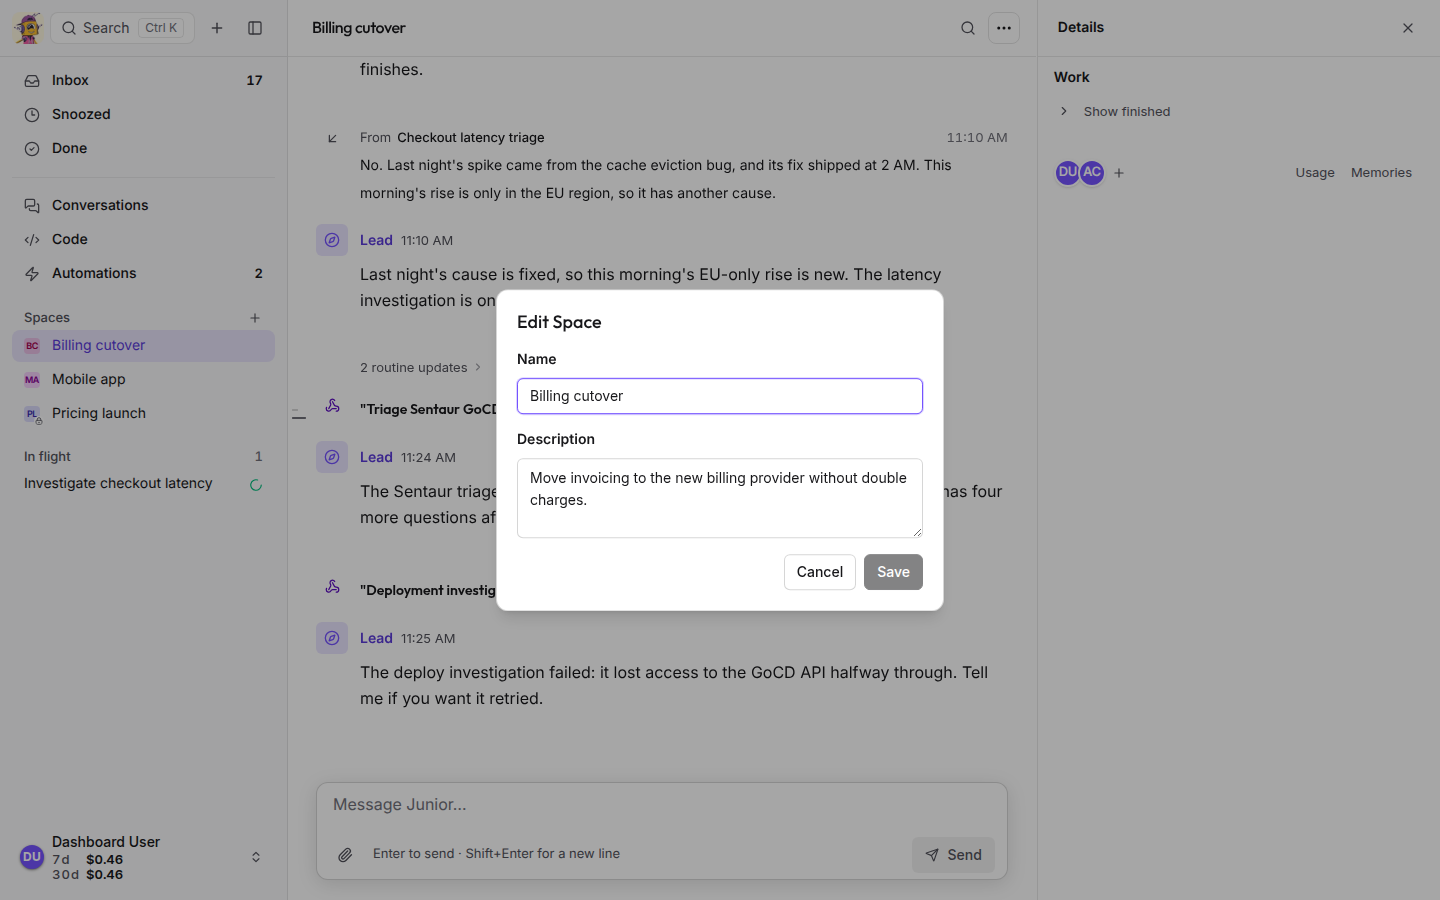 Search
Ctrl K
Inbox
17
Snoozed
Done
Conversations
Code
Automations
2
Spaces
BC
Billing cutover
MA
Mobile app
PL
Pricing launch
In flight
1
Investigate checkout latency
DU
Dashboard User
7d $0.46
30d $0.46
Billing cutover
finishes.
From Checkout latency triage
11:10 AM
No. Last night's spike came from the cache eviction bug, and its fix shipped at 2 AM. This
morning's rise is only in the EU region, so it has another cause.
Lead 11:10 AM
Last night's cause is fixed, so this morning's EU-only rise is new. The latency
investigation is on
2 routine updates
"Triage Sentaur GoCD
Lead 11:24 AM
The Sentaur triage has four
more questions af
"Deployment investig
Lead 11:25 AM
The deploy investigation failed: it lost access to the GoCD API halfway through. Tell
me if you want it retried.
Message Junior...
Enter to send · Shift+Enter for a new line
Send
Edit Space
Name
Billing cutover
Description
Move invoicing to the new billing provider without double
charges.
Cancel
Save
Details
Work
Show finished
DU
AC
Usage
Memories